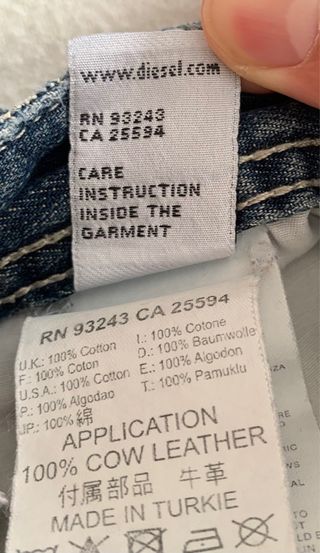 www.diesel.com
RN 93243
CA 25594
CARE
INSTRUCTION
INSIDE THE
GARMENT
RN 93243 CA 25594
U.K.: 100% Cotton I.: 100% Cotone
F.: 100% Coton D.: 100% Baumwolle
U.S.A.: 100% Cotton E.: 100% Algodon
P.: 100% Algodao T.: 100% Pamuklu
JP.: 100% 綿
APPLICATION
100% COW LEATHER
付属部品 牛革
MADE IN TURKIE